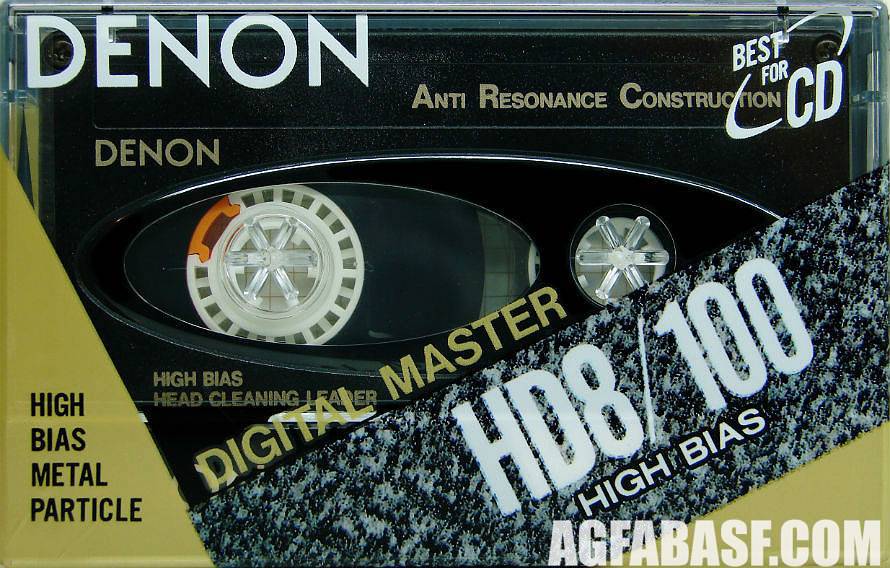 DENON
BEST FOR CD
ANTI RESONANCE CONSTRUCTION
DENON
DIGITAL MASTER
HD8/100
HIGH BIAS
HIGH BIAS
HEAD CLEANING LEADER
HIGH
BIAS
METAL
PARTICLE
AGFABASF.COM